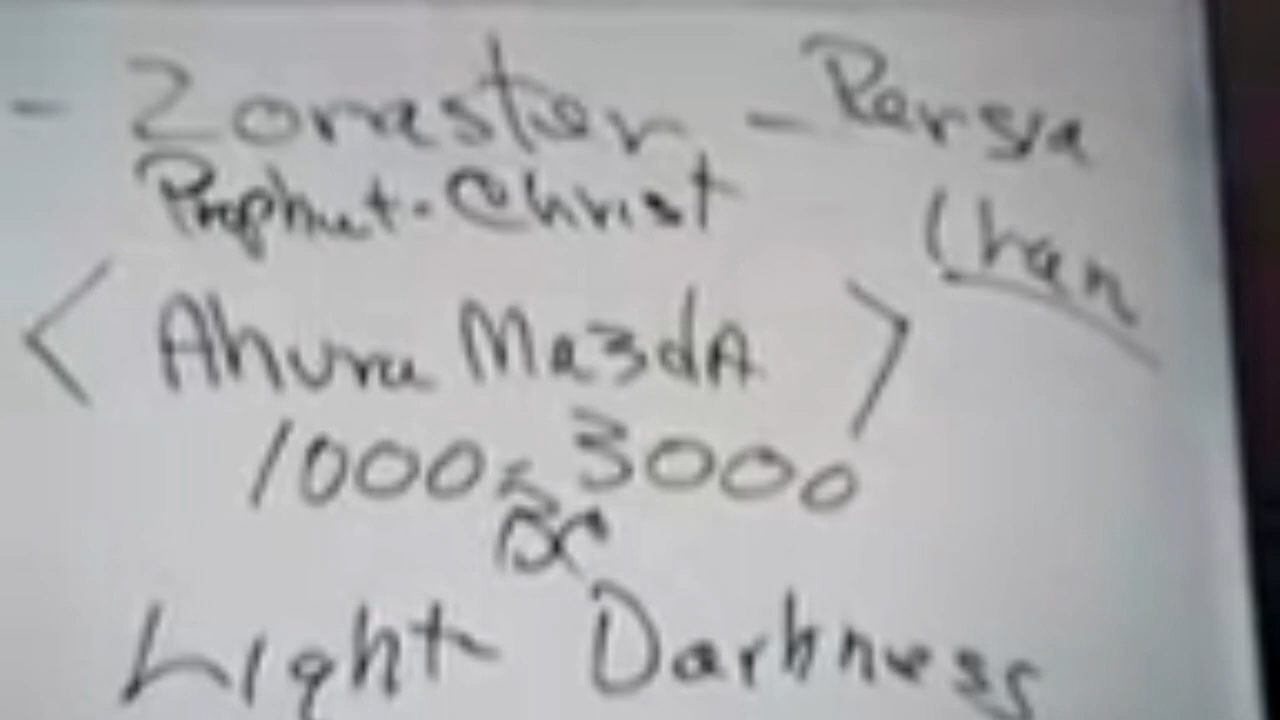 - Zoraster - Persia
Prophet - Christ
Iran
< Ahura MazdA >
1000 - 3000
BC
Light Darkness